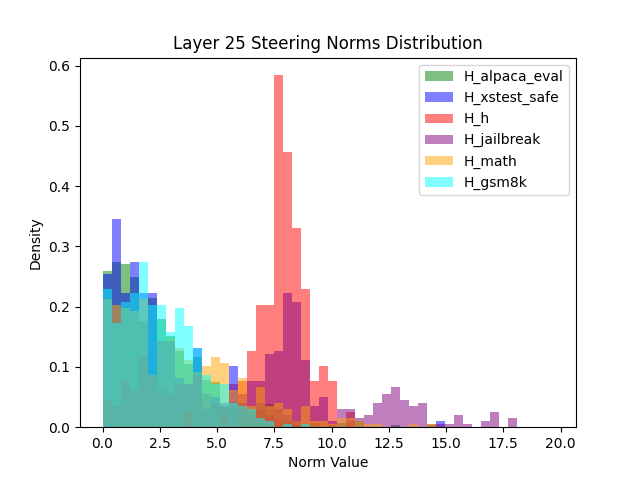 Layer 25 Steering Norms Distribution
H_alpaca_eval
H_xstest_safe
H_h
H_jailbreak
H_math
H_gsm8k
Density
0.6
0.5
0.4
0.3
0.2
0.1
0.0
0.0 2.5 5.0 7.5 10.0 12.5 15.0 17.5 20.0
Norm Value